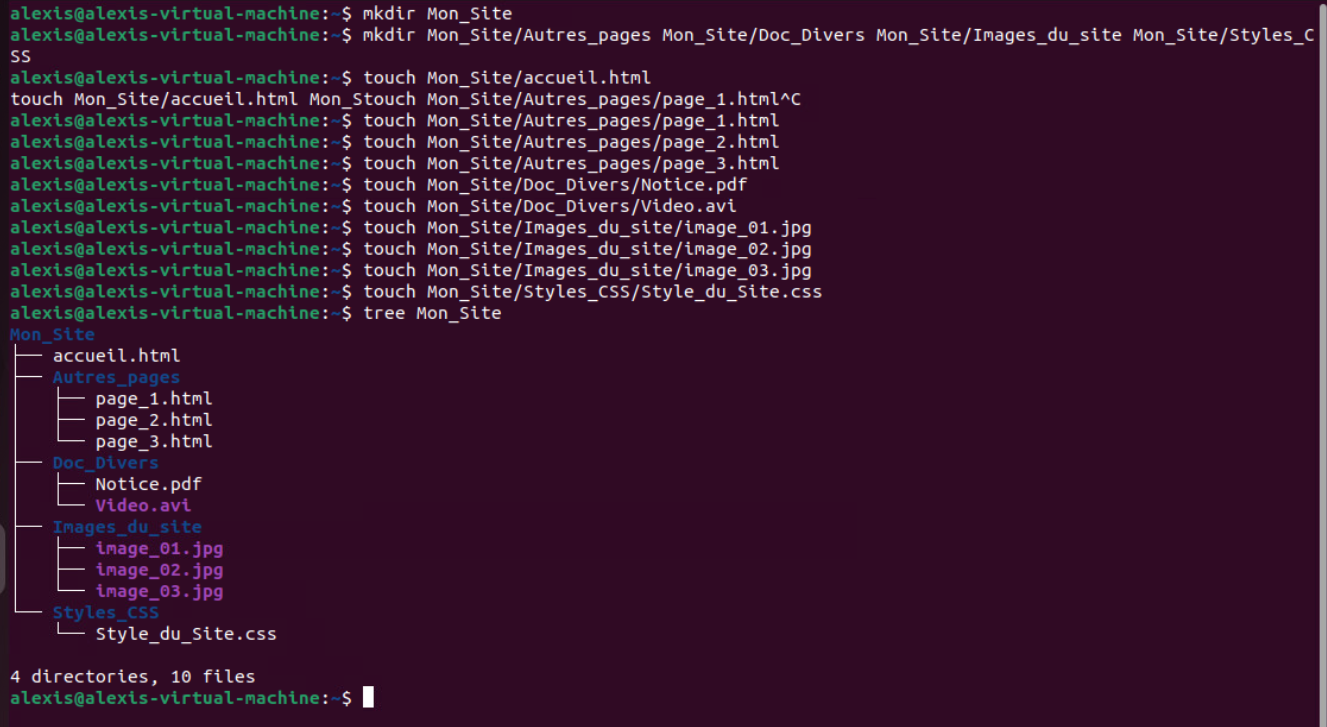 alexis@alexis-virtual-machine:~$ mkdir Mon_Site
alexis@alexis-virtual-machine:~$ mkdir Mon_Site/Autres_pages Mon_Site/Doc_Divers Mon_Site/Images_du_site Mon_Site/Styles_C
SS
alexis@alexis-virtual-machine:~$ touch Mon_Site/accueil.html
touch Mon_Site/accueil.html Mon_Stouch Mon_Site/Autres_pages/page_1.html^C
alexis@alexis-virtual-machine:~$ touch Mon_Site/Autres_pages/page_1.html
alexis@alexis-virtual-machine:~$ touch Mon_Site/Autres_pages/page_2.html
alexis@alexis-virtual-machine:~$ touch Mon_Site/Autres_pages/page_3.html
alexis@alexis-virtual-machine:~$ touch Mon_Site/Doc_Divers/Notice.pdf
alexis@alexis-virtual-machine:~$ touch Mon_Site/Doc_Divers/Video.avi
alexis@alexis-virtual-machine:~$ touch Mon_Site/Images_du_site/image_01.jpg
alexis@alexis-virtual-machine:~$ touch Mon_Site/Images_du_site/image_02.jpg
alexis@alexis-virtual-machine:~$ touch Mon_Site/Images_du_site/image_03.jpg
alexis@alexis-virtual-machine:~$ touch Mon_Site/Styles_CSS/Style_du_Site.css
alexis@alexis-virtual-machine:~$ tree Mon_Site
Mon_Site
├── accueil.html
├── Autres_pages
│   ├── page_1.html
│   ├── page_2.html
│   └── page_3.html
├── Doc_Divers
│   ├── Notice.pdf
│   └── Video.avi
├── Images_du_site
│   ├── image_01.jpg
│   ├── image_02.jpg
│   └── image_03.jpg
└── Styles_CSS
    └── Style_du_Site.css

4 directories, 10 files
alexis@alexis-virtual-machine:~$